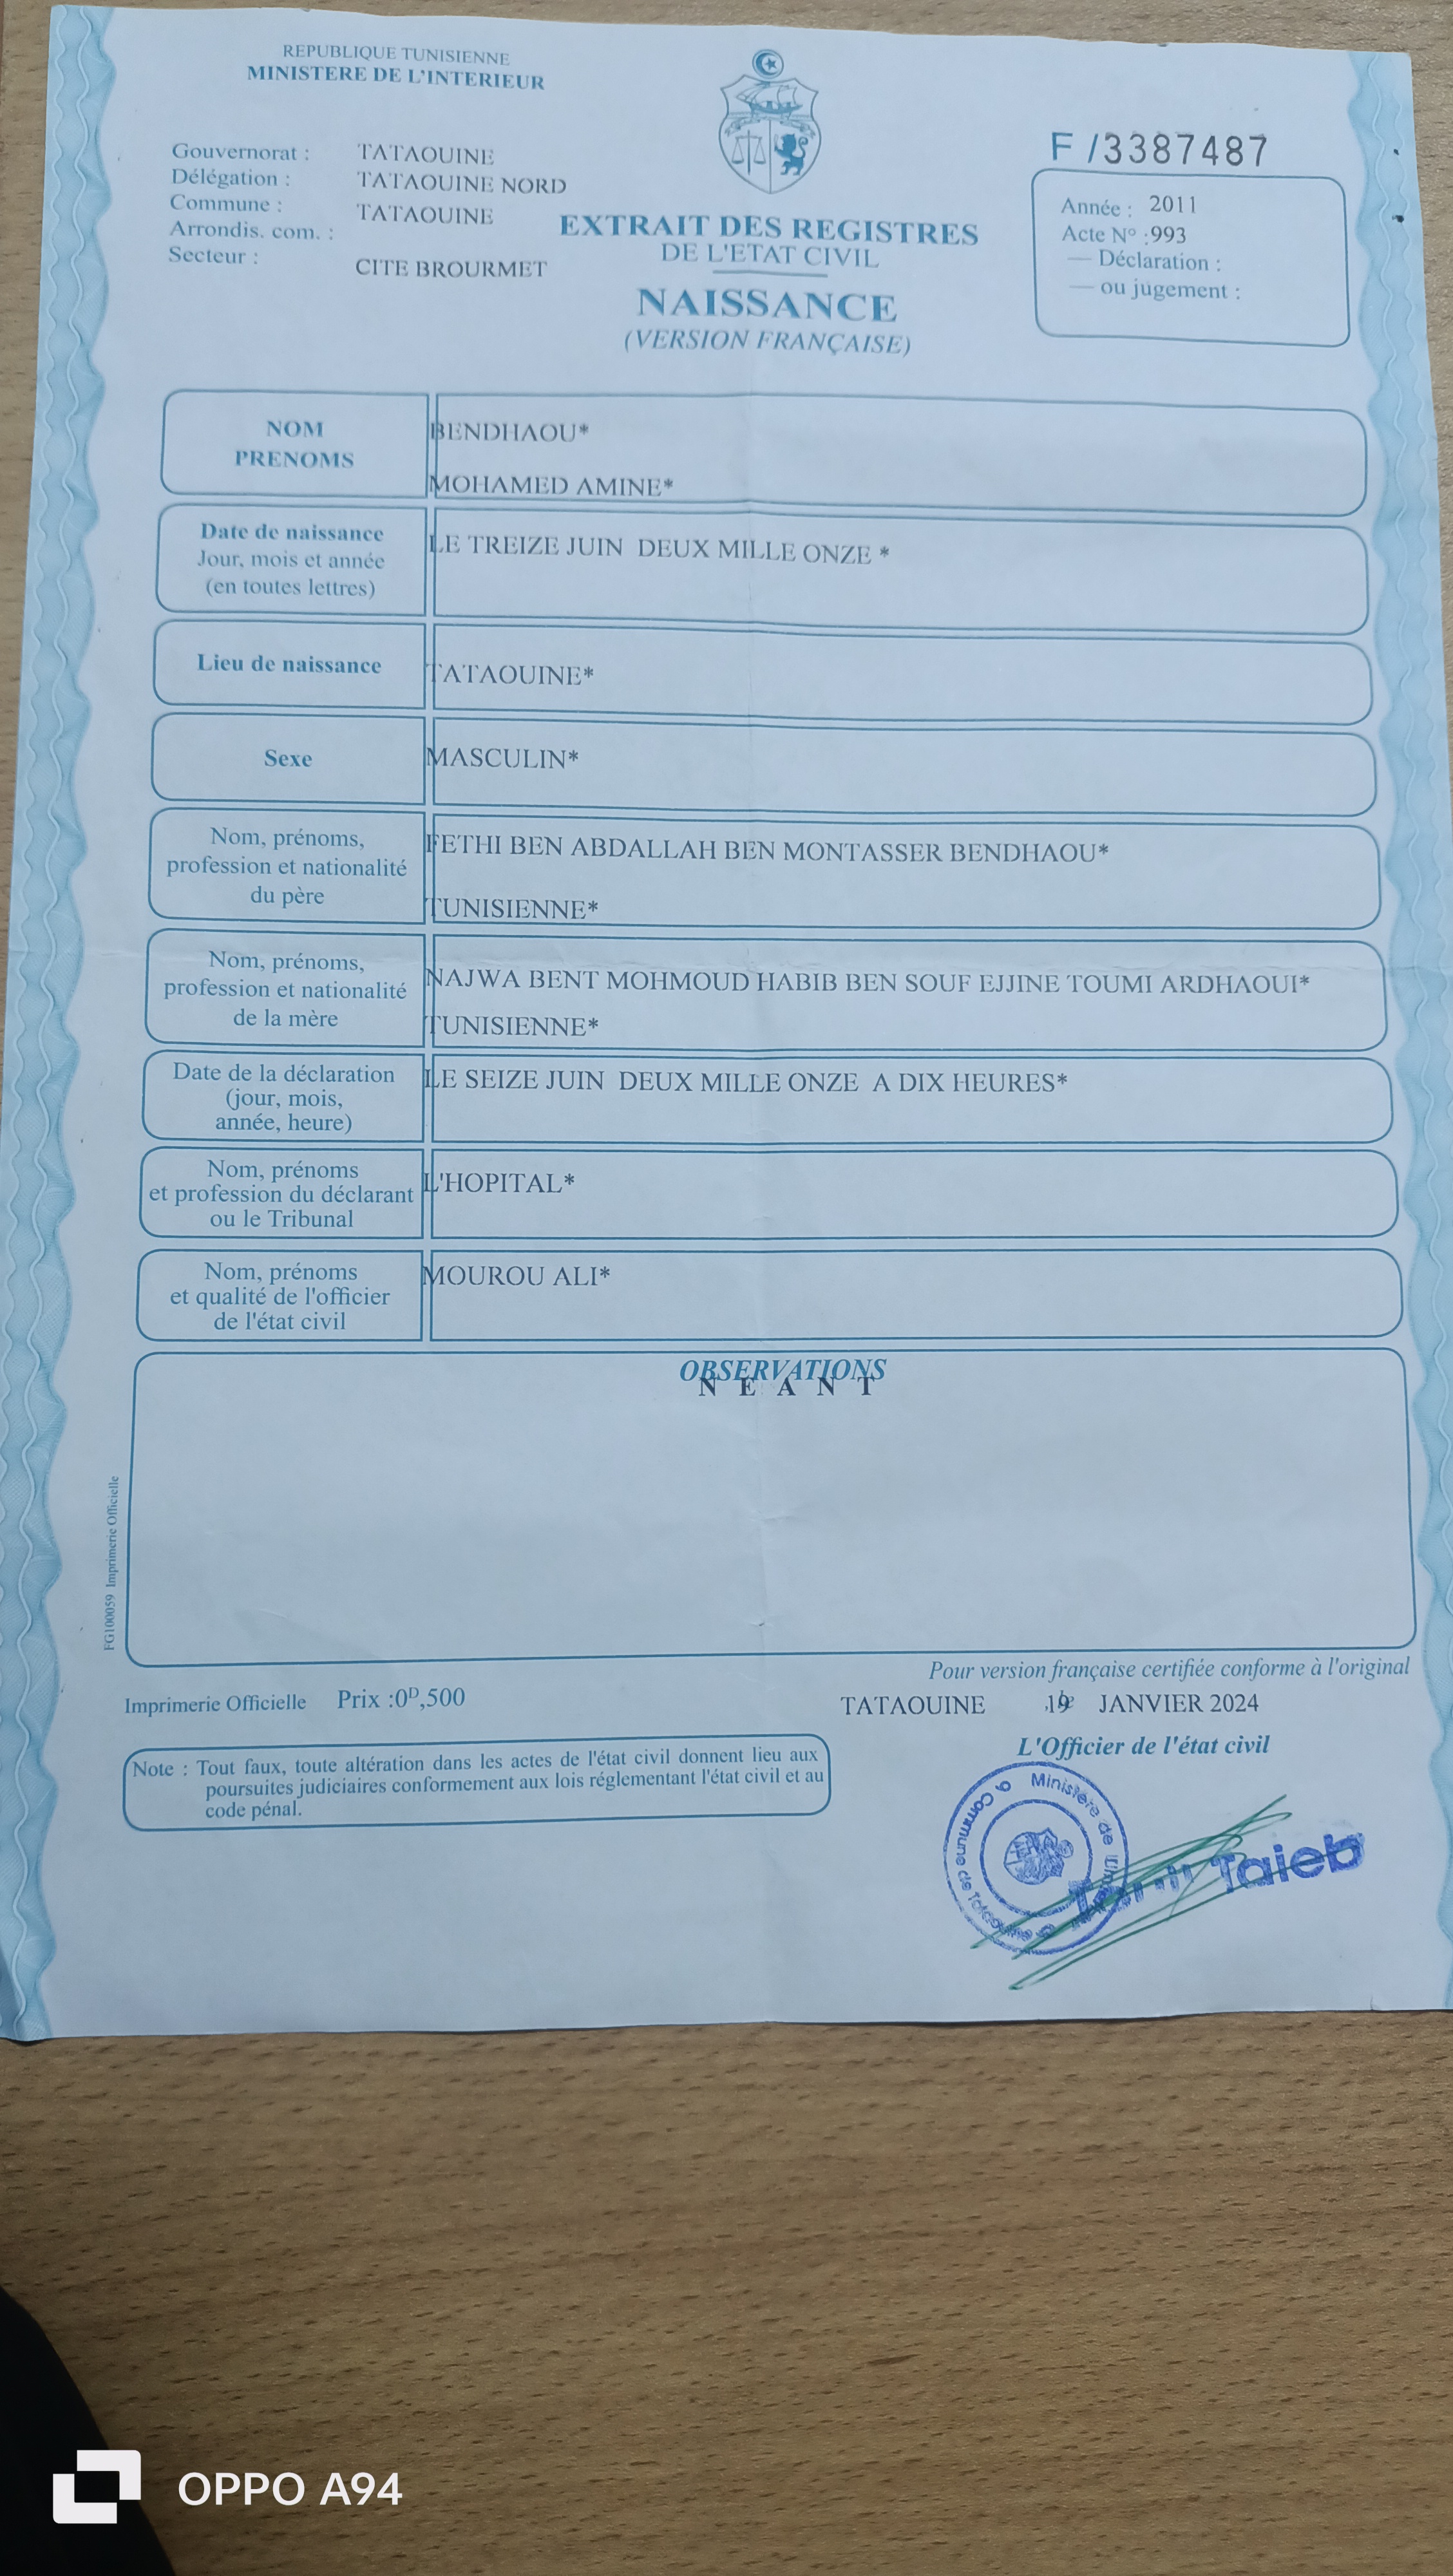 REPUBLIQUE TUNISIENNE
MINISTERE DE L'INTERIEUR
Gouvernorat : TATAOUINE
Délégation : TATAOUINE NORD
Commune : TATAOUINE
Arrondis. com. :
Secteur : CITE BROURMET
EXTRAIT DES REGISTRES
DE L'ETAT CIVIL
NAISSANCE
(VERSION FRANÇAISE)
F /3387487
Année : 2011
Acte N° :993
— Déclaration :
— ou jugement :
NOM
PRENOMS
BENDHAOU*
MOHAMED AMINE*
Date de naissance
Jour, mois et année
(en toutes lettres)
LE TREIZE JUIN DEUX MILLE ONZE *
Lieu de naissance
TATAOUINE*
Sexe
MASCULIN*
Nom, prénoms,
profession et nationalité
du père
FETHI BEN ABDALLAH BEN MONTASSER BENDHAOU*
TUNISIENNE*
Nom, prénoms,
profession et nationalité
de la mère
NAJWA BENT MOHMOUD HABIB BEN SOUF EJJINE TOUMI ARDHAOUI*
TUNISIENNE*
Date de la déclaration
(jour, mois,
année, heure)
LE SEIZE JUIN DEUX MILLE ONZE A DIX HEURES*
Nom, prénoms
et profession du déclarant
ou le Tribunal
L'HOPITAL*
Nom, prénoms
et qualité de l'officier
de l'état civil
MOUROU ALI*
OBSERVATIONS
N E A N T
FG100059 Imprimerie Officielle
Pour version française certifiée conforme à l'original
Imprimerie Officielle Prix :0ᴰ,500
TATAOUINE JANVIER 2024
L'Officier de l'état civil
Note : Tout faux, toute altération dans les actes de l'état civil donnent lieu aux
poursuites judiciaires conformement aux lois réglementant l'état civil et au
code pénal.
Commune de Tataouine Ministère de
Taieb
OPPO A94